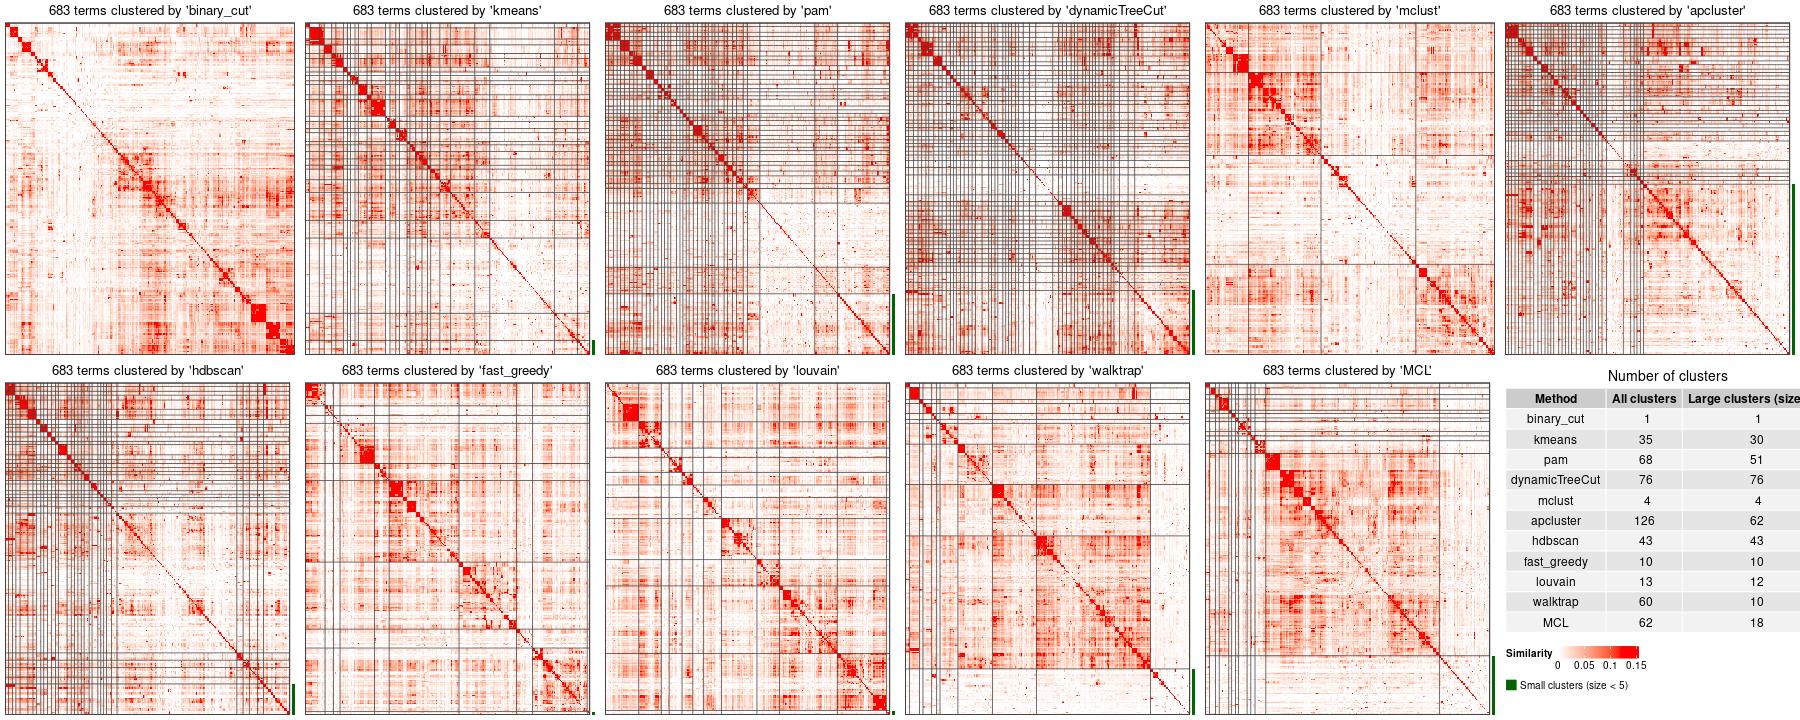 683 terms clustered by 'binary_cut'
683 terms clustered by 'kmeans'
683 terms clustered by 'pam'
683 terms clustered by 'dynamicTreeCut'
683 terms clustered by 'mclust'
683 terms clustered by 'apcluster'
683 terms clustered by 'hdbscan'
683 terms clustered by 'fast_greedy'
683 terms clustered by 'louvain'
683 terms clustered by 'walktrap'
683 terms clustered by 'MCL'
Number of clusters
Method All clusters Large clusters (size
binary_cut 1 1
kmeans 35 30
pam 68 51
dynamicTreeCut 76 76
mclust 4 4
apcluster 126 62
hdbscan 43 43
fast_greedy 10 10
louvain 13 12
walktrap 60 10
MCL 62 18
Similarity
0 0.05 0.1 0.15
Small clusters (size < 5)